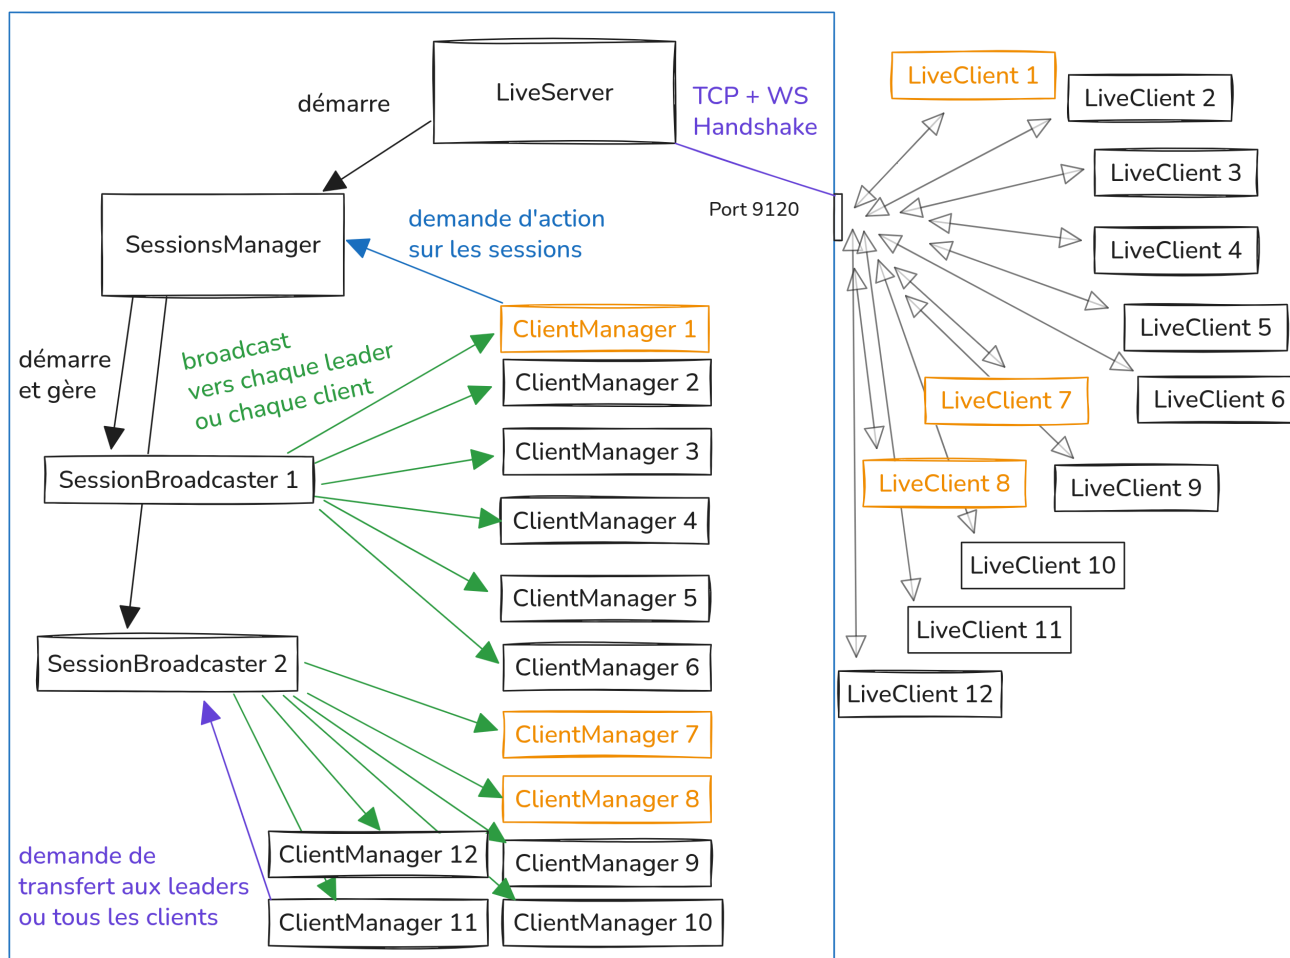 LiveServer
démarre
TCP + WS
Handshake
Port 9120
SessionsManager
demande d'action
sur les sessions
démarre
et gère
broadcast
vers chaque leader
ou chaque client
SessionBroadcaster 1
SessionBroadcaster 2
demande de
transfert aux leaders
ou tous les clients
ClientManager 1
ClientManager 2
ClientManager 3
ClientManager 4
ClientManager 5
ClientManager 6
ClientManager 7
ClientManager 8
ClientManager 9
ClientManager 10
ClientManager 12
ClientManager 11
LiveClient 1
LiveClient 2
LiveClient 3
LiveClient 4
LiveClient 5
LiveClient 6
LiveClient 7
LiveClient 8
LiveClient 9
LiveClient 10
LiveClient 11
LiveClient 12